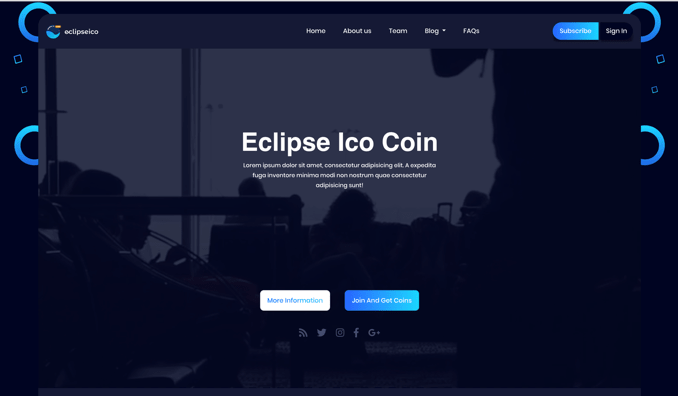 eclipseico
Home About us Team Blog FAQs
Subscribe Sign In
Eclipse Ico Coin
Lorem ipsum dolor sit amet, consectetur adipisicing elit. A expedita
fuga inventore minima modi non nostrum quae consectetur
adipisicing sunt!
More Information Join And Get Coins